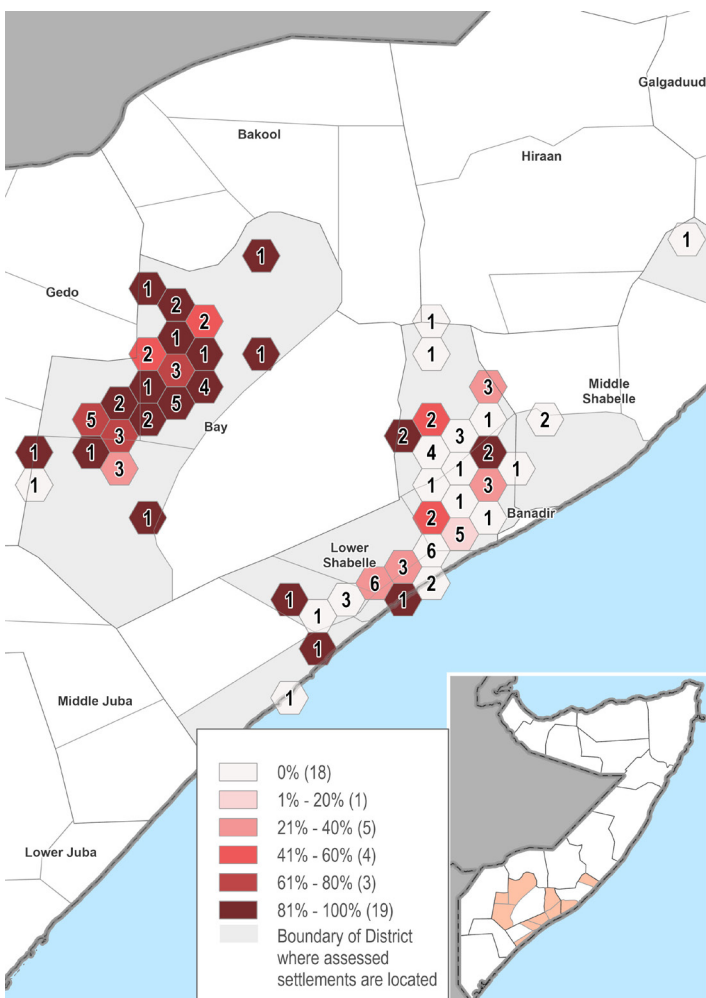 Galgaduud
Bakool
Hiraan
1
1
Gedo
1
2
2
1
1
2
1
1
1
3
1
4
3
Middle
Shabelle
2
5
5
2
2
1
2
Bay
3
2
3
1
1
4
2
3
1
1
1
1
3
1
1
2
1
Banadir
5
Lower
Shabelle
6
3
6
2
1
3
1
1
1
Middle Juba
1
0% (18)
1% - 20% (1)
21% - 40% (5)
41% - 60% (4)
Lower Juba
61% - 80% (3)
81% - 100% (19)
Boundary of District
where assessed
settlements are located